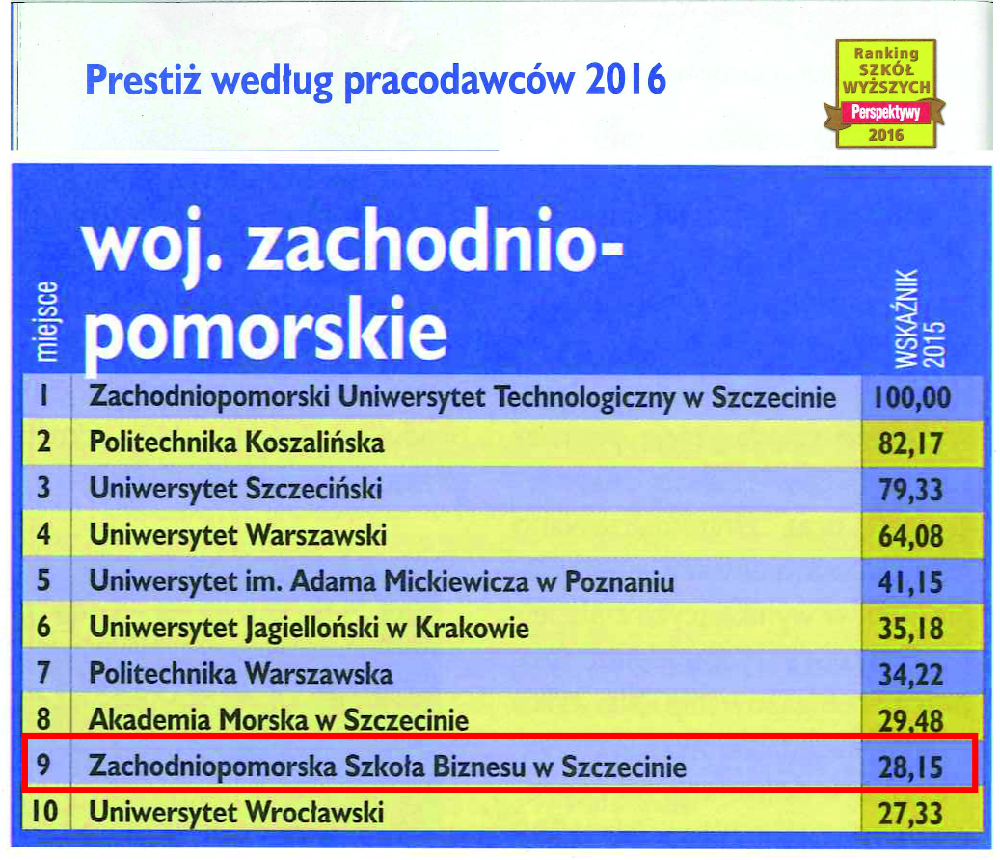 Prestiż według pracodawców 2016
Ranking
SZKÓŁ
WYŻSZYCH
Perspektywy
2016
woj. zachodnio-
pomorskie
miejsce
WSKAŹNIK
2015
1 Zachodniopomorski Uniwersytet Technologiczny w Szczecinie 100,00
2 Politechnika Koszalińska 82,17
3 Uniwersytet Szczeciński 79,33
4 Uniwersytet Warszawski 64,08
5 Uniwersytet im. Adama Mickiewicza w Poznaniu 41,15
6 Uniwersytet Jagielloński w Krakowie 35,18
7 Politechnika Warszawska 34,22
8 Akademia Morska w Szczecinie 29,48
9 Zachodniopomorska Szkoła Biznesu w Szczecinie 28,15
10 Uniwersytet Wrocławski 27,33